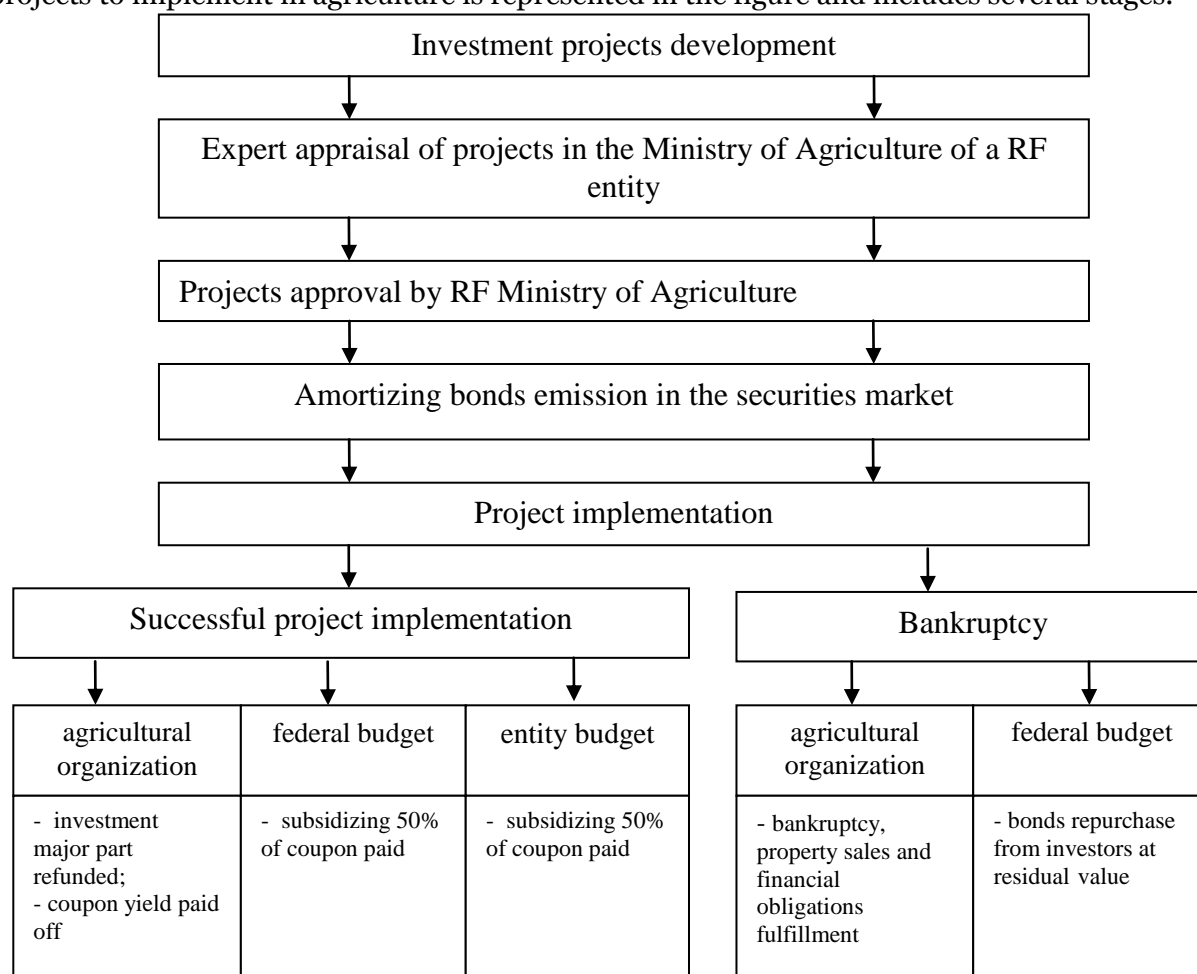 projects to implement in agriculture is represented in the figure and includes several stages.
Investment projects development
Expert appraisal of projects in the Ministry of Agriculture of a RF
entity
Projects approval by RF Ministry of Agriculture
Amortizing bonds emission in the securities market
Project implementation
Successful project implementation
Bankruptcy
agricultural
organization
federal budget
entity budget
agricultural
organization
federal budget
- investment
major part
refunded;
- coupon yield paid
off
- subsidizing 50%
of coupon paid
- subsidizing 50%
of coupon paid
- bankruptcy,
property sales and
financial
obligations
fulfillment
- bonds repurchase
from investors at
residual value